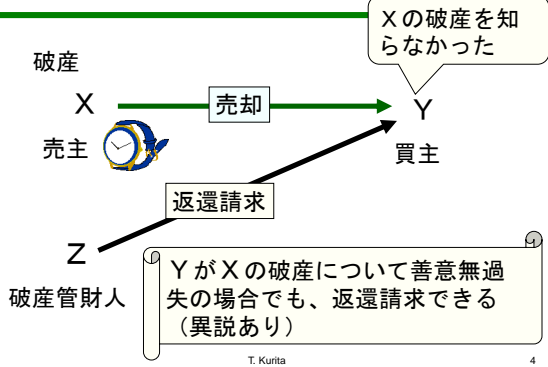 Xの破産を知
らなかった
破産
X
売却
Y
売主
買主
返還請求
Z
破産管財人
YがXの破産について善意無過
失の場合でも、返還請求できる
(異説あり)
T. Kurita
4